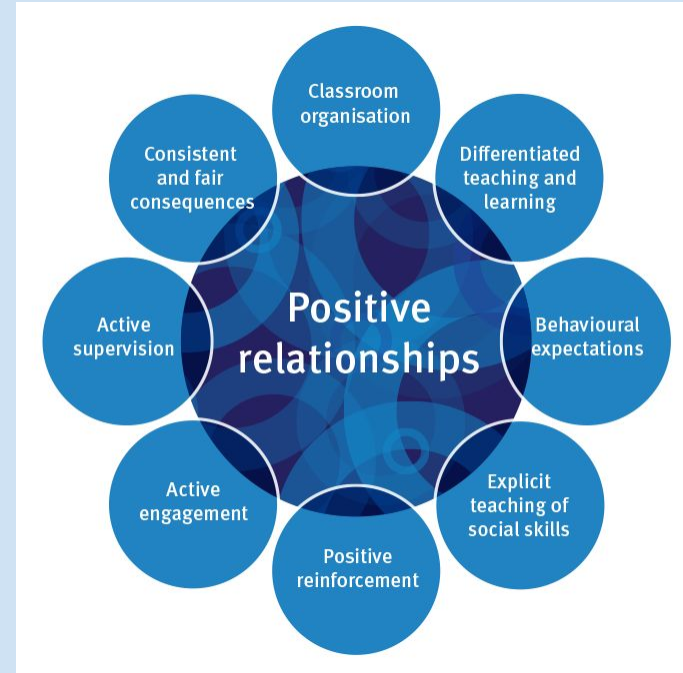 Classroom
organisation
Differentiated
teaching and
learning
Behavioural
expectations
Explicit
teaching of
social skills
Positive
reinforcement
Active
engagement
Active
supervision
Consistent
and fair
consequences
Positive
relationships